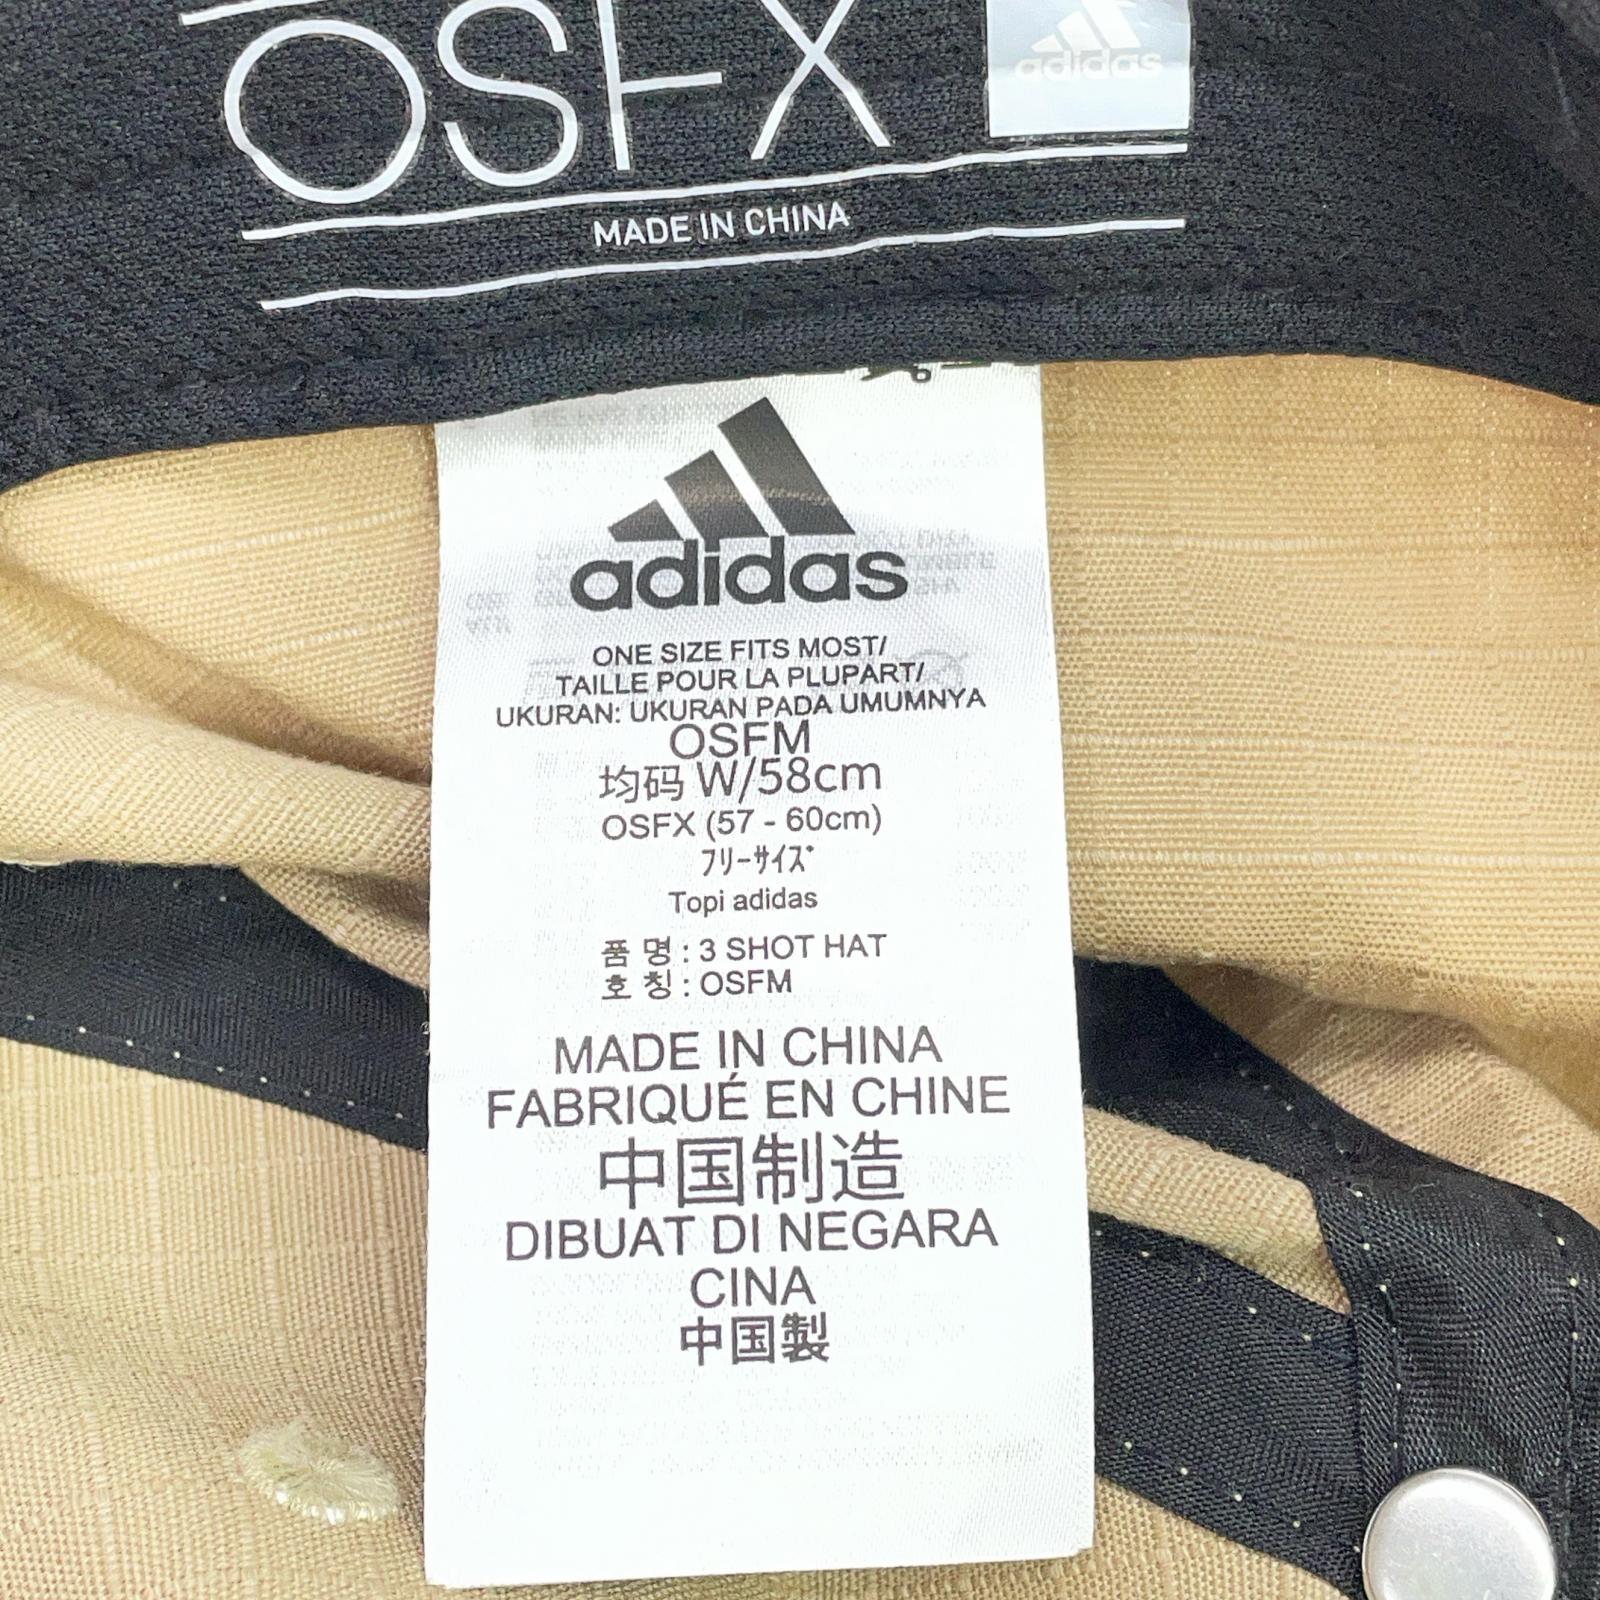 OSFX
adidas
MADE IN CHINA
adidas
ONE SIZE FITS MOST/
TAILLE POUR LA PLUPART/
UKURAN: UKURAN PADA UMUMNYA
OSFM
均码 W/58cm
OSFX (57 - 60cm)
フリーサイズ
Topi adidas
품 명 : 3 SHOT HAT
호 칭 : OSFM
MADE IN CHINA
FABRIQUÉ EN CHINE
中国制造
DIBUAT DI NEGARA
CINA
中国製